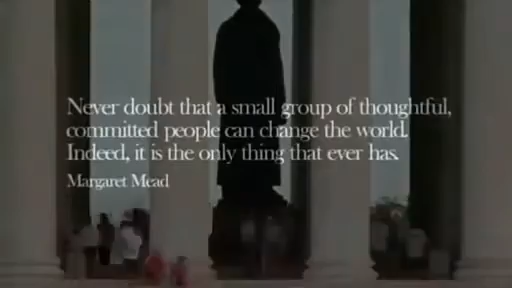 Never doubt that a small group of thoughtful,
committed people can change the world.
Indeed, it is the only thing that ever has.
Margaret Mead